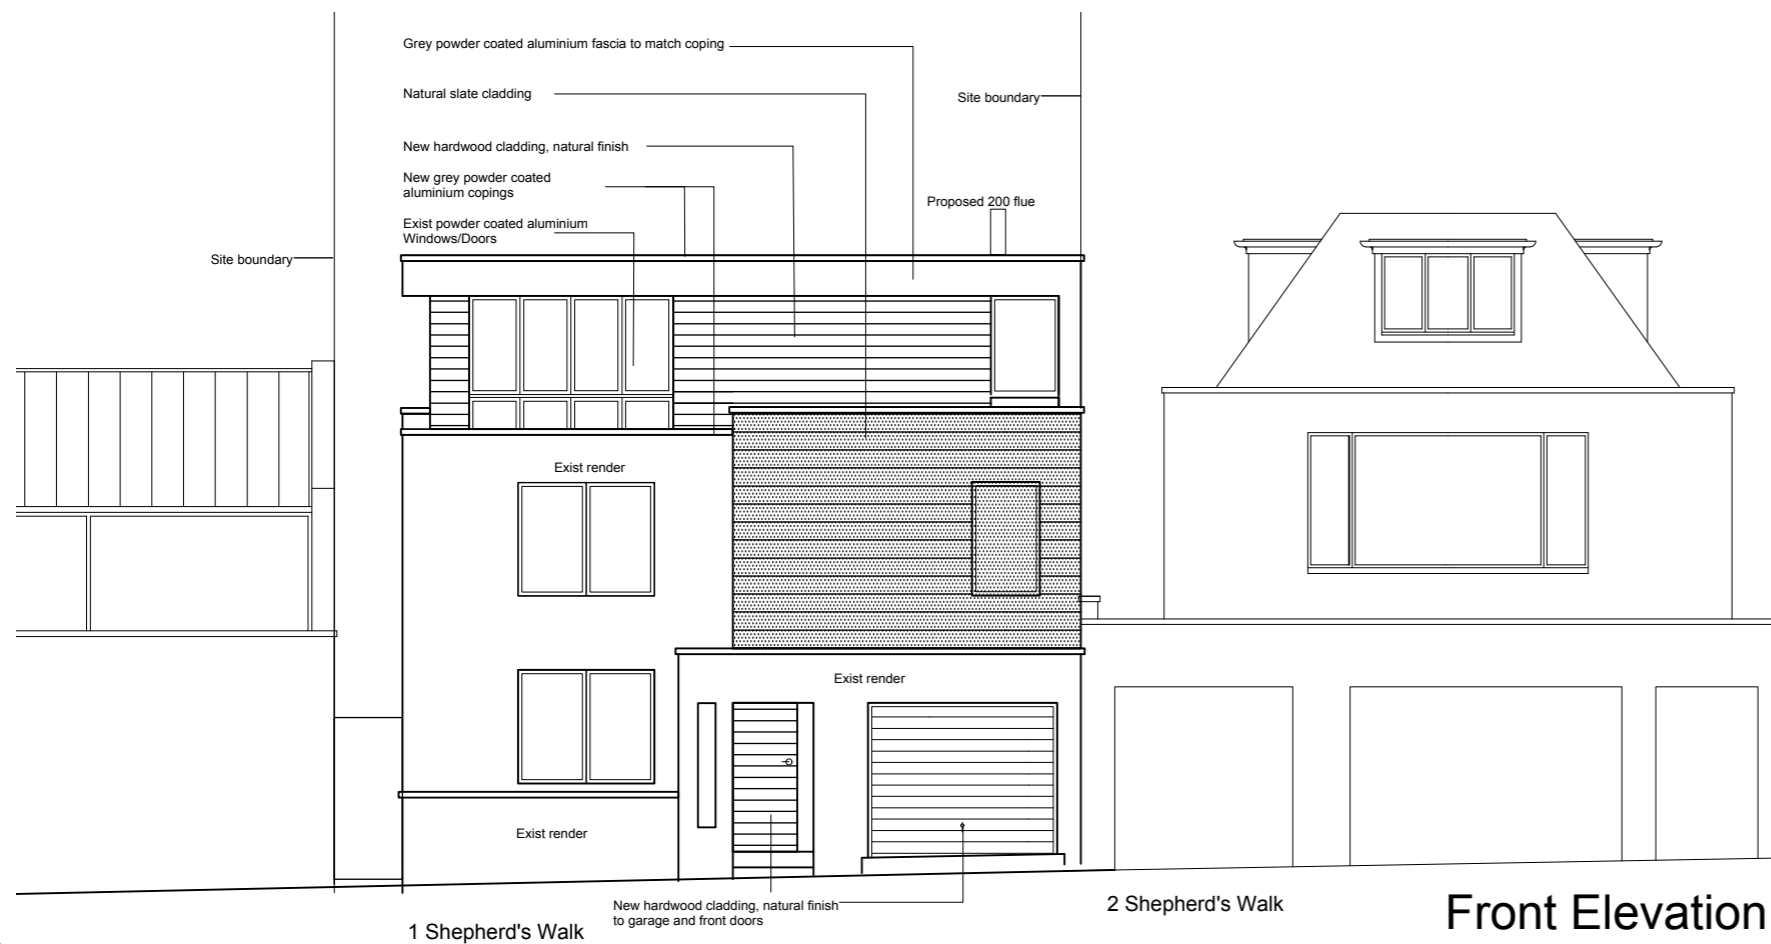 Grey powder coated aluminium fascia to match coping
Natural slate cladding
Site boundary
New hardwood cladding, natural finish
New grey powder coated
aluminium copings
Proposed 200 flue
Exist powder coated aluminium
Windows/Doors
Site boundary
Exist render
Exist render
Exist render
New hardwood cladding, natural finish
to garage and front doors
1 Shepherd's Walk
2 Shepherd's Walk
Front Elevation